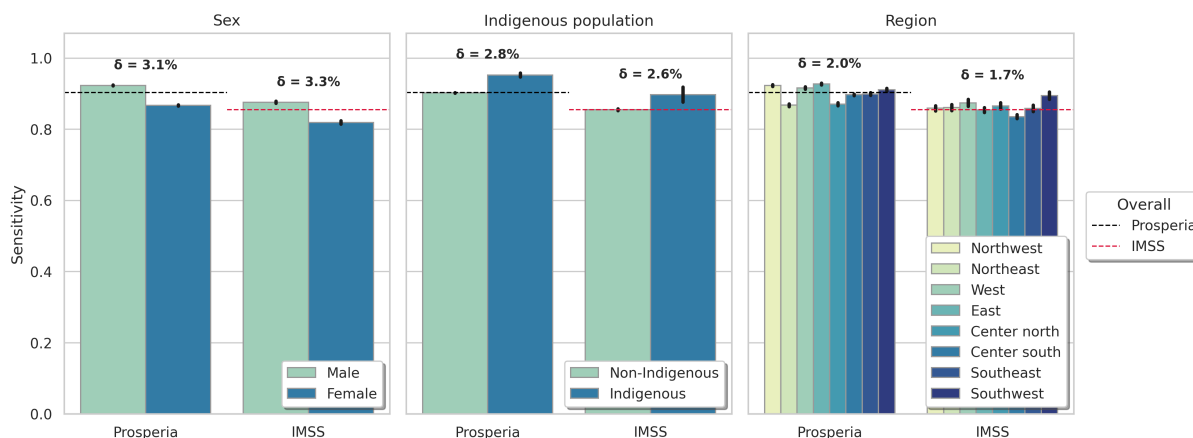 Sex
Indigenous population
Region
Sensitivity
1.0
0.8
0.6
0.4
0.2
0.0
δ = 3.1%
δ = 3.3%
δ = 2.8%
δ = 2.6%
δ = 2.0%
δ = 1.7%
Male
Female
Non-Indigenous
Indigenous
Northwest
Northeast
West
East
Center north
Center south
Southeast
Southwest
Overall
Prosperia
IMSS
Prosperia
IMSS
Prosperia
IMSS
Prosperia
IMSS